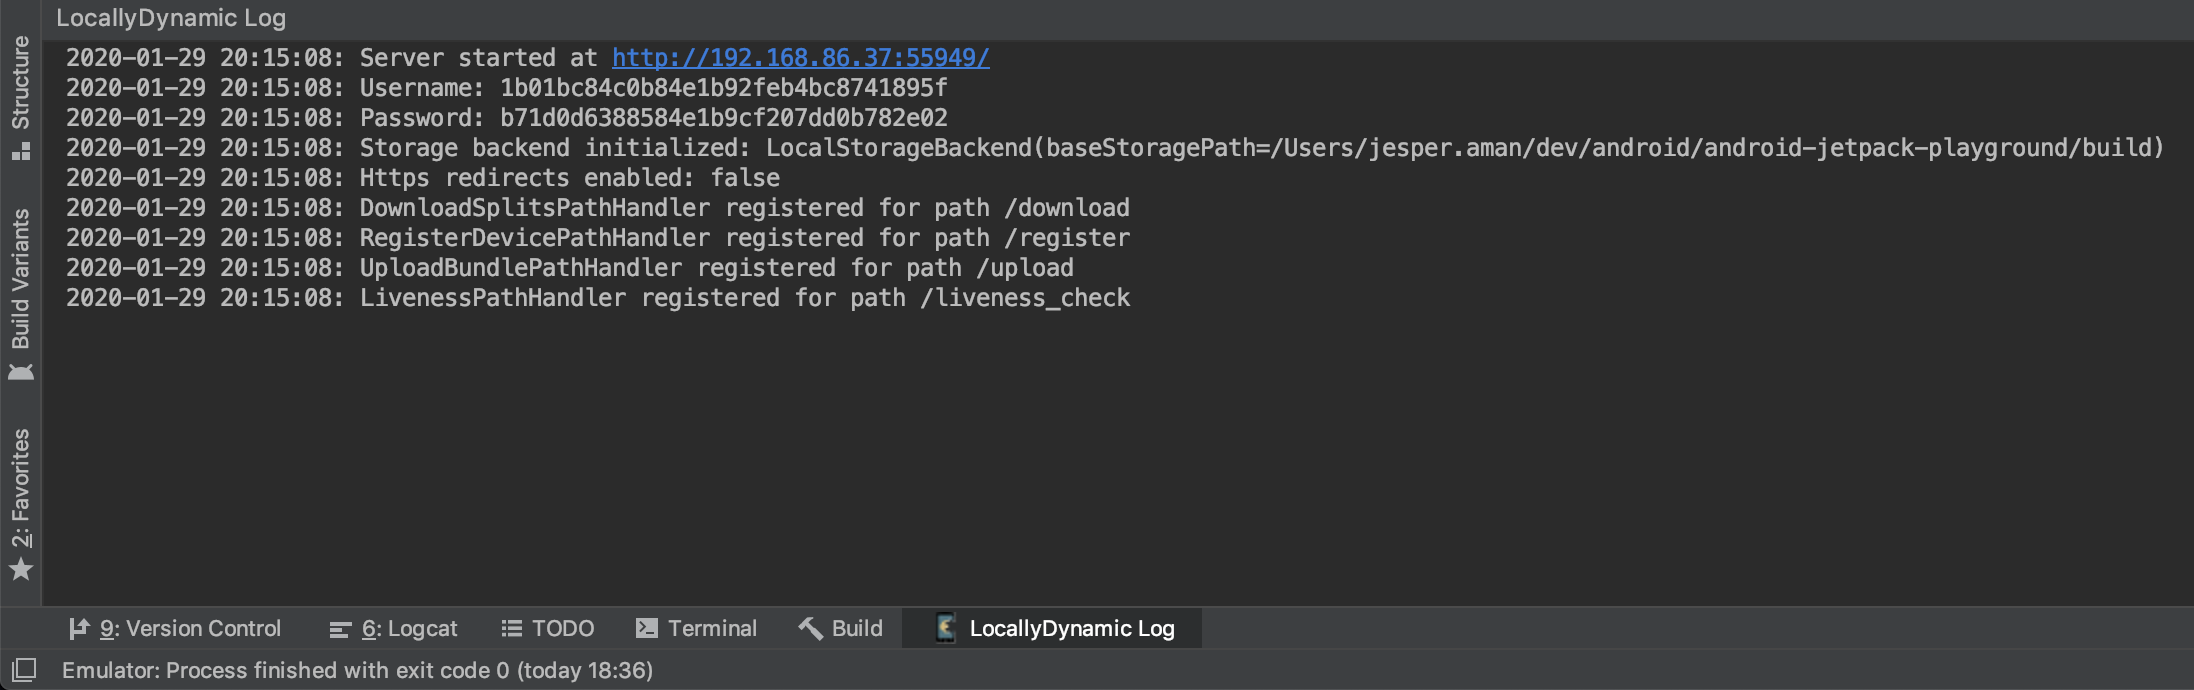 LocallyDynamic Log
Structure
Build Variants
2: Favorites
2020-01-29 20:15:08: Server started at http://192.168.86.37:55949/
2020-01-29 20:15:08: Username: 1b01bc84c0b84e1b92feb4bc8741895f
2020-01-29 20:15:08: Password: b71d0d6388584e1b9cf207dd0b782e02
2020-01-29 20:15:08: Storage backend initialized: LocalStorageBackend(baseStoragePath=/Users/jesper.aman/dev/android/android-jetpack-playground/build)
2020-01-29 20:15:08: Https redirects enabled: false
2020-01-29 20:15:08: DownloadSplitsPathHandler registered for path /download
2020-01-29 20:15:08: RegisterDevicePathHandler registered for path /register
2020-01-29 20:15:08: UploadBundlePathHandler registered for path /upload
2020-01-29 20:15:08: LivenessPathHandler registered for path /liveness_check
9: Version Control 6: Logcat TODO Terminal Build LocallyDynamic Log
Emulator: Process finished with exit code 0 (today 18:36)